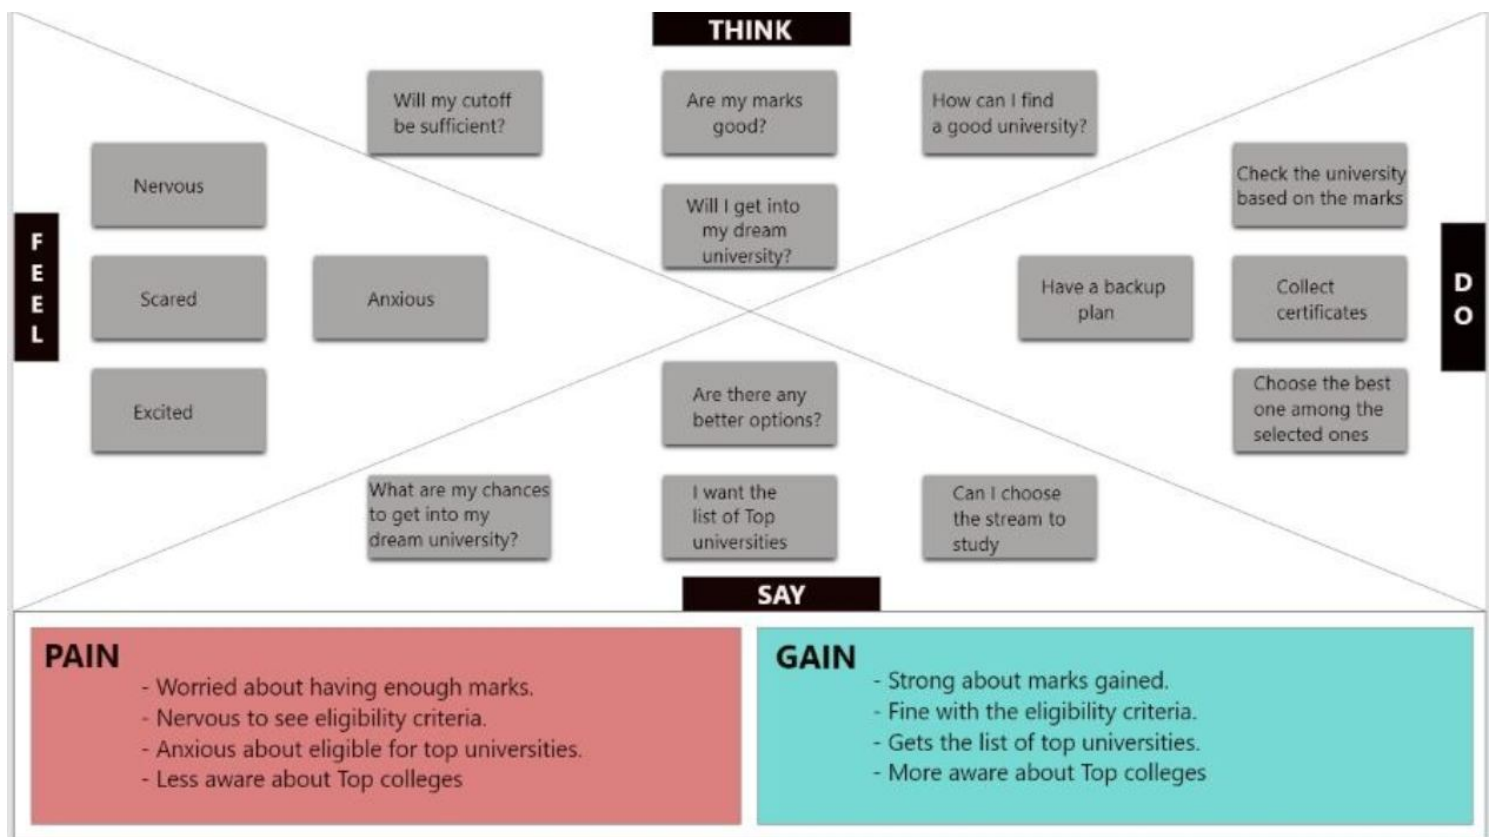 THINK
Will my cutoff
be sufficient?
Are my marks
good?
How can I find
a good university?
Will I get into
my dream
university?
F
E
E
L
Nervous
Scared
Anxious
Excited
D
O
Check the university
based on the marks
Have a backup
plan
Collect
certificates
Choose the best
one among the
selected ones
Are there any
better options?
What are my chances
to get into my
dream university?
I want the
list of Top
universities
Can I choose
the stream to
study
SAY
PAIN
- Worried about having enough marks.
- Nervous to see eligibility criteria.
- Anxious about eligible for top universities.
- Less aware about Top colleges
GAIN
- Strong about marks gained.
- Fine with the eligibility criteria.
- Gets the list of top universities.
- More aware about Top colleges